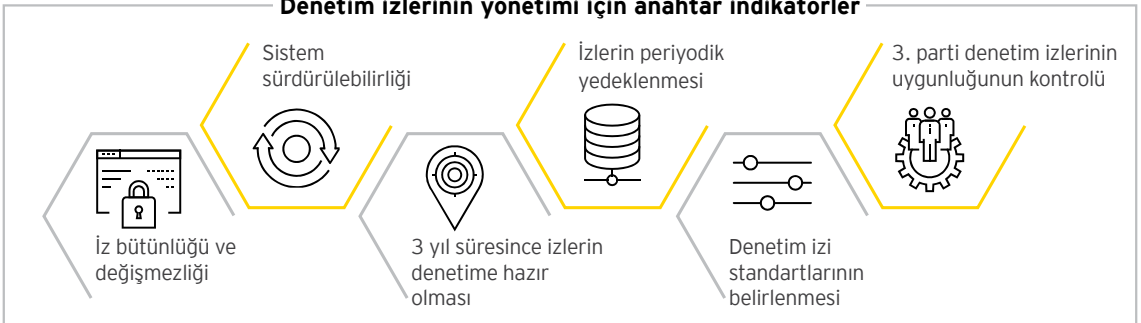 Denetim izlerinin yönetimi için anahtar indikatörler
Sistem
sürdürülebilirliği
İzlerin periyodik
yedeklenmesi
3. parti denetim izlerinin
uygunluğunun kontrolü
İz bütünlüğü ve
değişmezliği
3 yıl süresince izlerin
denetime hazır
olması
Denetim izi
standartlarının
belirlenmesi